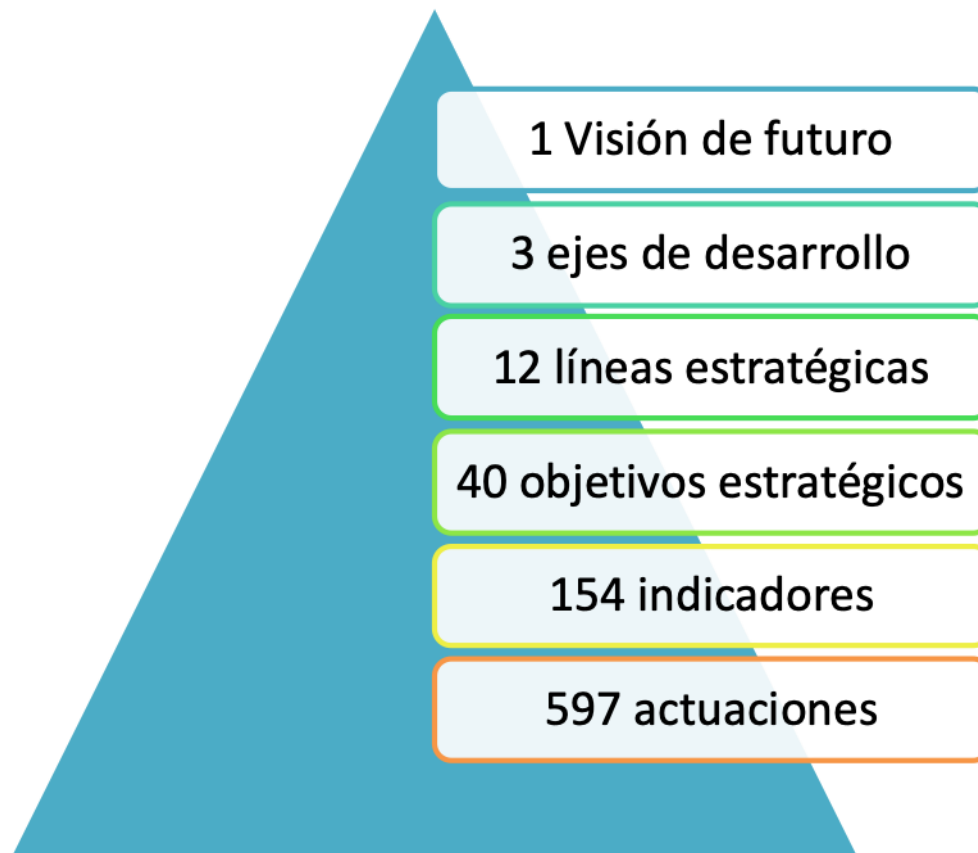 1 Visión de futuro
3 ejes de desarrollo
12 líneas estratégicas
40 objetivos estratégicos
154 indicadores
597 actuaciones